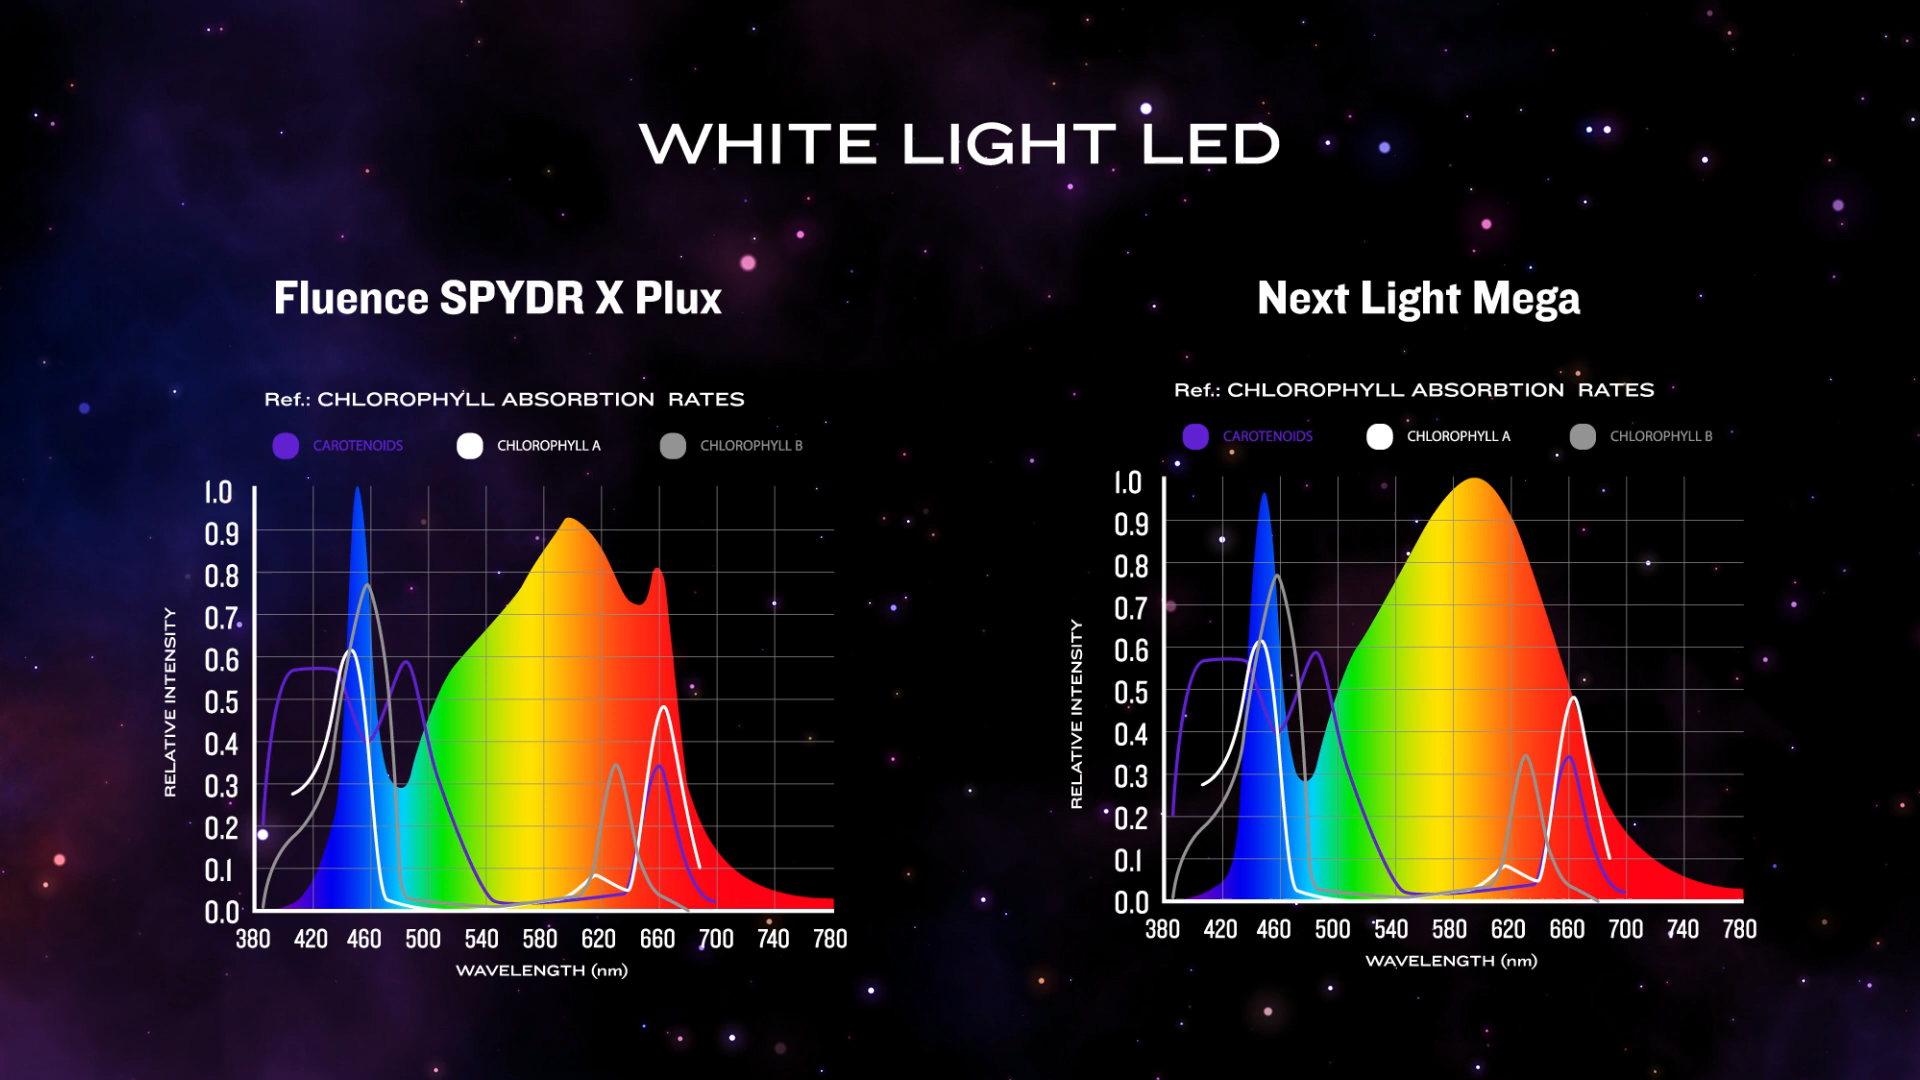 WHITE LIGHT LED
Fluence SPYDR X Plux
Ref.: CHLOROPHYLL ABSORBTION RATES
CAROTENOIDS CHLOROPHYLL A CHLOROPHYLL B
1.0
0.9
0.8
0.7
0.6
0.5
0.4
0.3
0.2
0.1
0.0
RELATIVE INTENSITY
380 420 460 500 540 580 620 660 700 740 780
WAVELENGTH (nm)
Next Light Mega
Ref.: CHLOROPHYLL ABSORBTION RATES
CAROTENOIDS CHLOROPHYLL A CHLOROPHYLL B
1.0
0.9
0.8
0.7
0.6
0.5
0.4
0.3
0.2
0.1
0.0
RELATIVE INTENSITY
380 420 460 500 540 580 620 660 700 740 780
WAVELENGTH (nm)